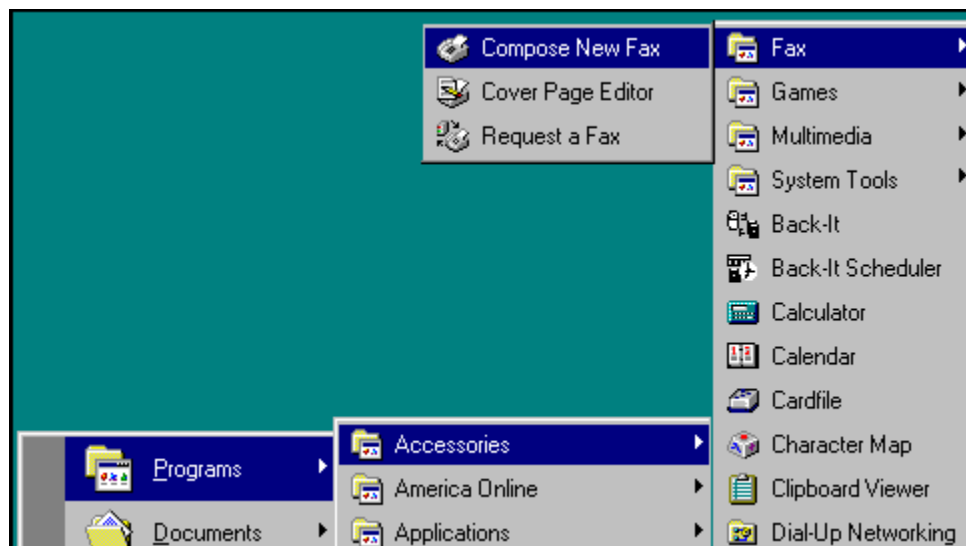 Compose New Fax
Cover Page Editor
Request a Fax
Fax
Games
Multimedia
System Tools
Back-It
Back-It Scheduler
Calculator
Calendar
Cardfile
Character Map
Clipboard Viewer
Dial-Up Networking
Accessories
America Online
Applications
Programs
Documents